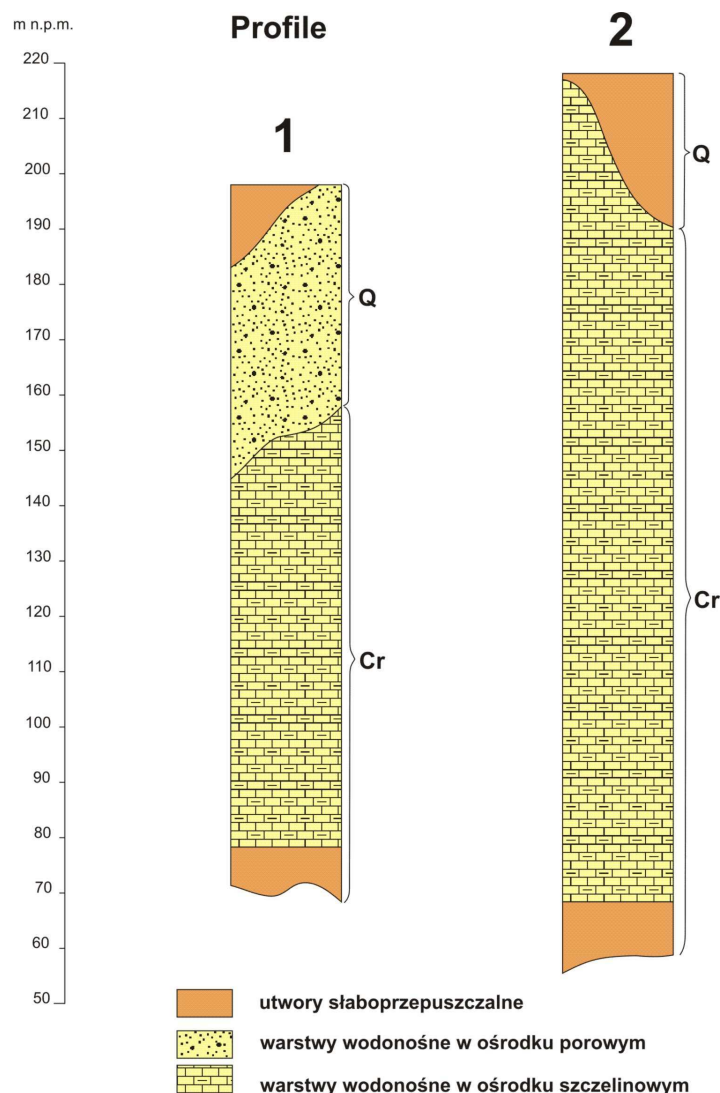 m n.p.m.
Profile
1
2
220
210
200
190
180
170
160
150
140
130
120
110
100
90
80
70
60
50
Q
Cr
Q
Cr
utwory słaboprzepuszczalne
warstwy wodonośne w ośrodku porowym
warstwy wodonośne w ośrodku szczelinowym